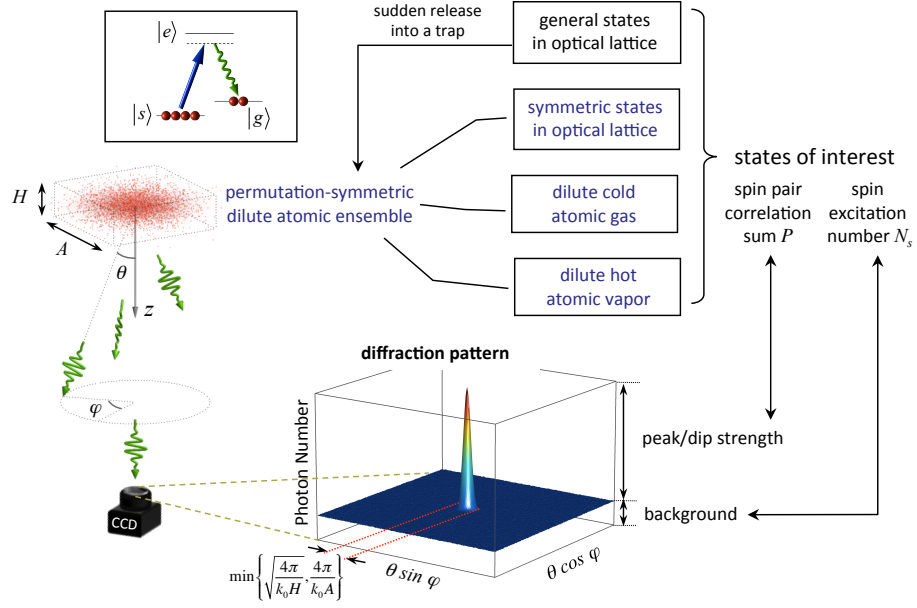 |e⟩
|s⟩
|g⟩
sudden release
into a trap
general states
in optical lattice
symmetric states
in optical lattice
permutation-symmetric
dilute atomic ensemble
dilute cold
atomic gas
dilute hot
atomic vapor
states of interest
spin pair
correlation
sum P
spin
excitation
number N_s
H
A
θ
z
φ
CCD
diffraction pattern
Photon Number
peak/dip strength
background
min{√(4π/k₀H), 4π/k₀A}
θ sin φ
θ cos φ